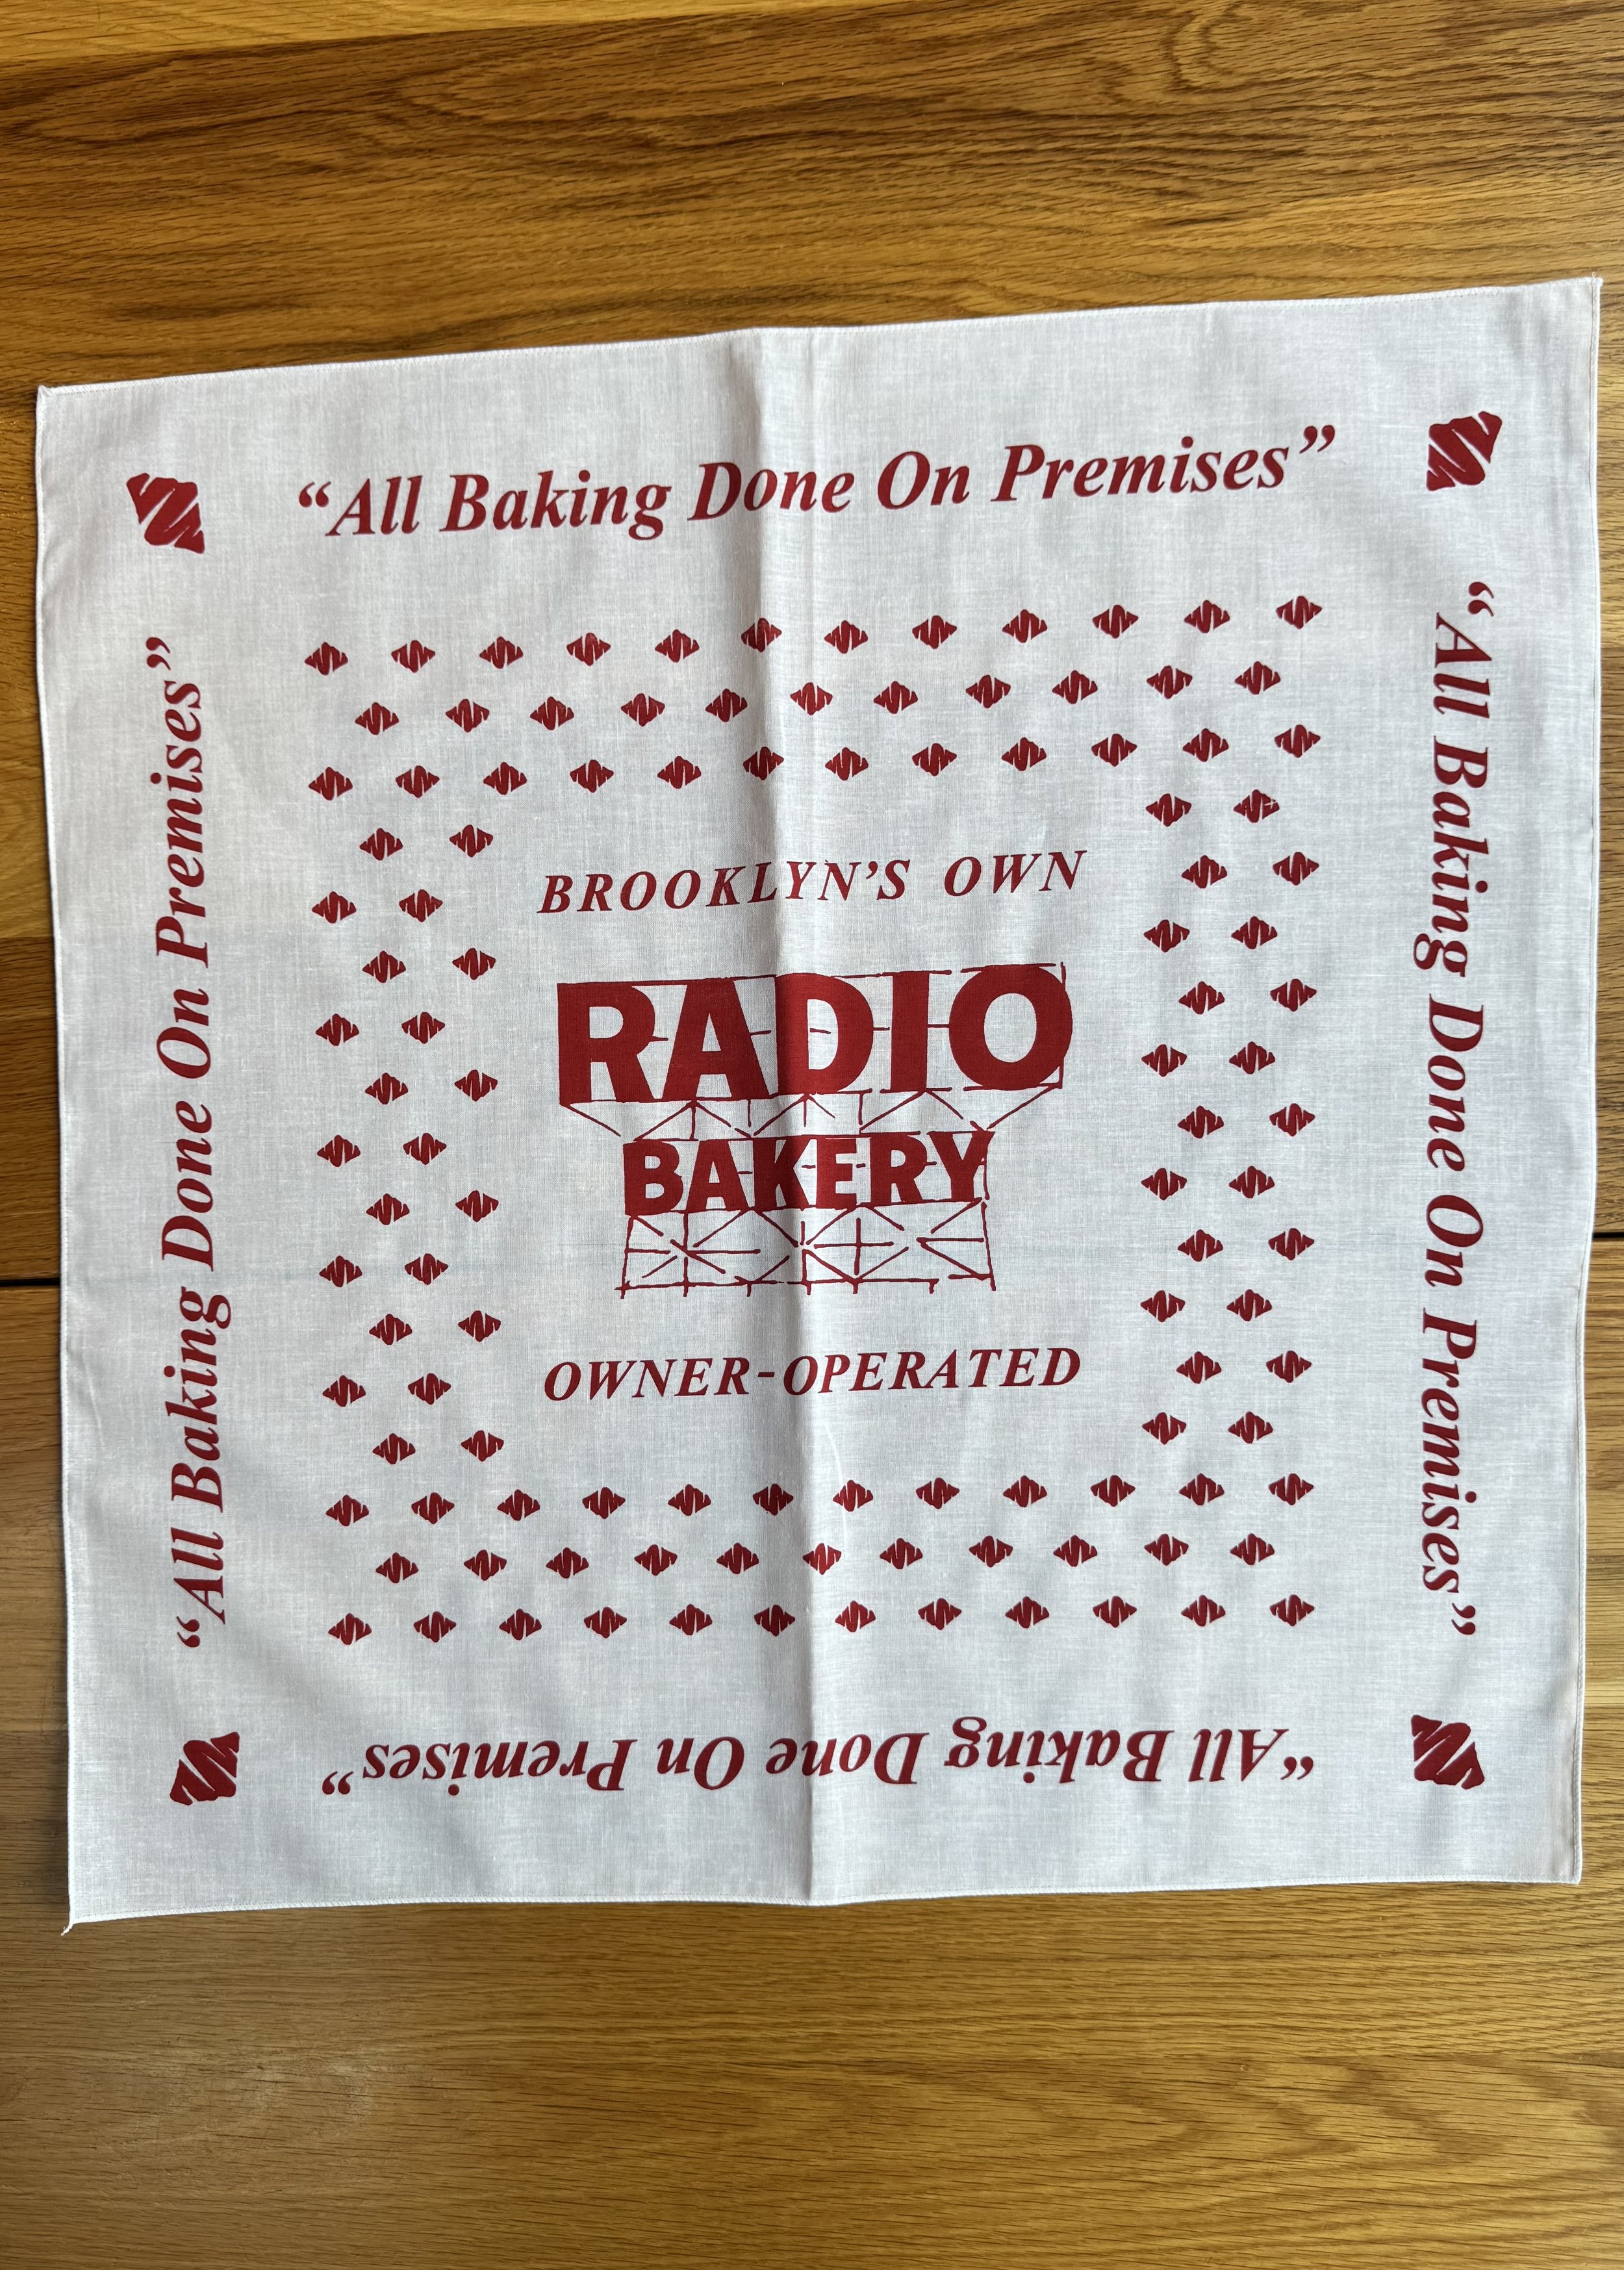 “All Baking Done On Premises”
“All Baking Done On Premises”
“All Baking Done On Premises”
BROOKLYN’S OWN
RADIO
BAKERY
OWNER-OPERATED
“All Baking Done On Premises”